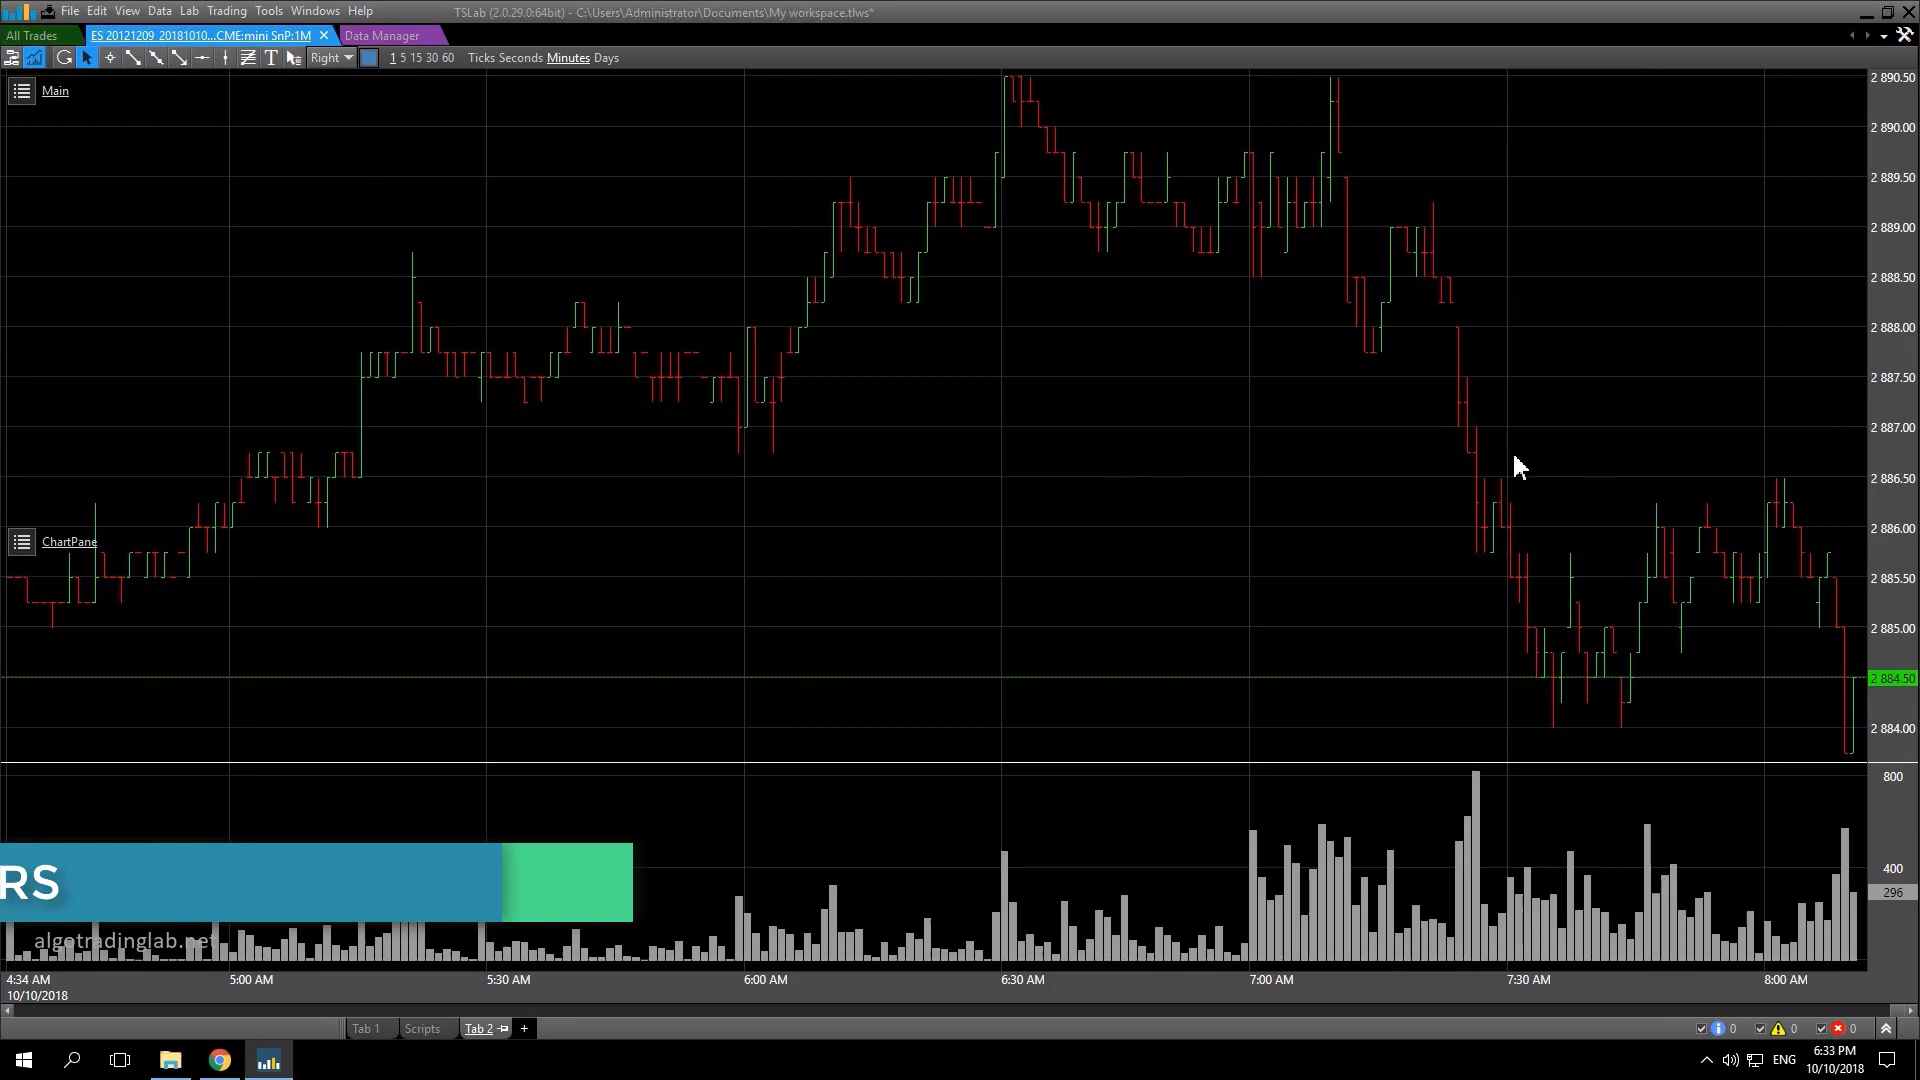 File Edit View Data Lab Trading Tools Windows Help
TSLab (2.0.29.0:64bit) - C:\Users\Administrator\Documents\My workspace.tlws*
All Trades
ES 20121209 20181010...CME:mini SnP:1M
Data Manager
Right 1 5 15 30 60 Ticks Seconds Minutes Days
Main
2 890.50
2 890.00
2 889.50
2 889.00
2 888.50
2 888.00
2 887.50
2 887.00
2 886.50
2 886.00
ChartPane
2 885.50
2 885.00
2 884.50
2 884.00
800
400
296
RS
algotradinglab.net
4:34 AM 5:00 AM 5:30 AM 6:00 AM 6:30 AM 7:00 AM 7:30 AM 8:00 AM
10/10/2018
Tab 1 Scripts Tab 2 +
0 0 0
ENG
6:33 PM
10/10/2018